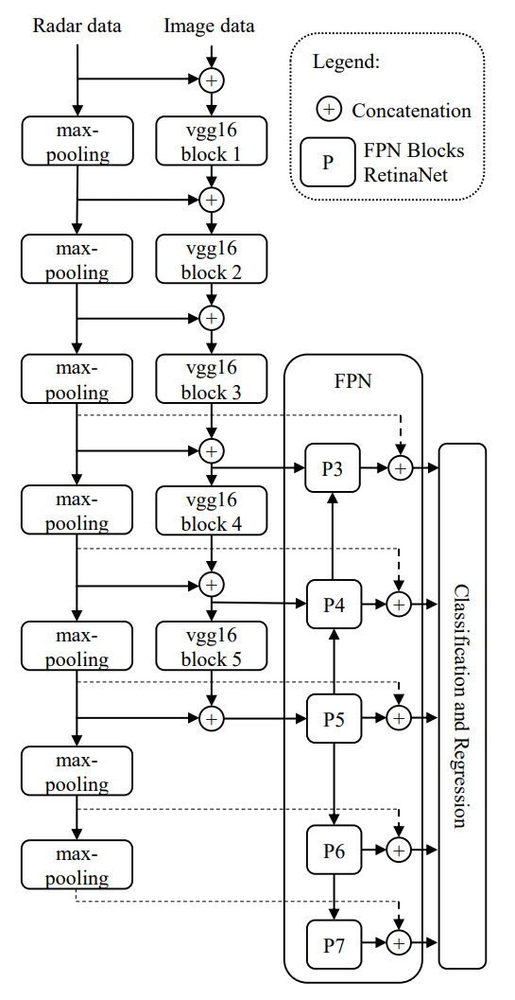 Radar data
Image data
Legend:
+
Concatenation
P
FPN Blocks
RetinaNet
+
max-
pooling
vgg16
block 1
+
max-
pooling
vgg16
block 2
+
max-
pooling
vgg16
block 3
FPN
+
P3
+
max-
pooling
vgg16
block 4
+
P4
+
max-
pooling
vgg16
block 5
+
P5
+
max-
pooling
P6
+
max-
pooling
P7
+
Classification and Regression